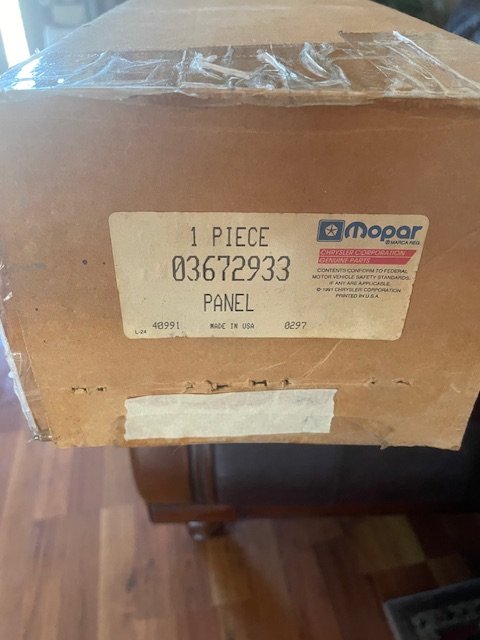 1 PIECE
03672933
PANEL
L-24 40991 MADE IN USA 0297
Mopar
® MARCA REG.
CHRYSLER CORPORATION
GENUINE PARTS
CONTENTS CONFORM TO FEDERAL
MOTOR VEHICLE SAFETY STANDARDS,
IF ANY ARE APPLICABLE.
© 1991 CHRYSLER CORPORATION
PRINTED IN U.S.A.